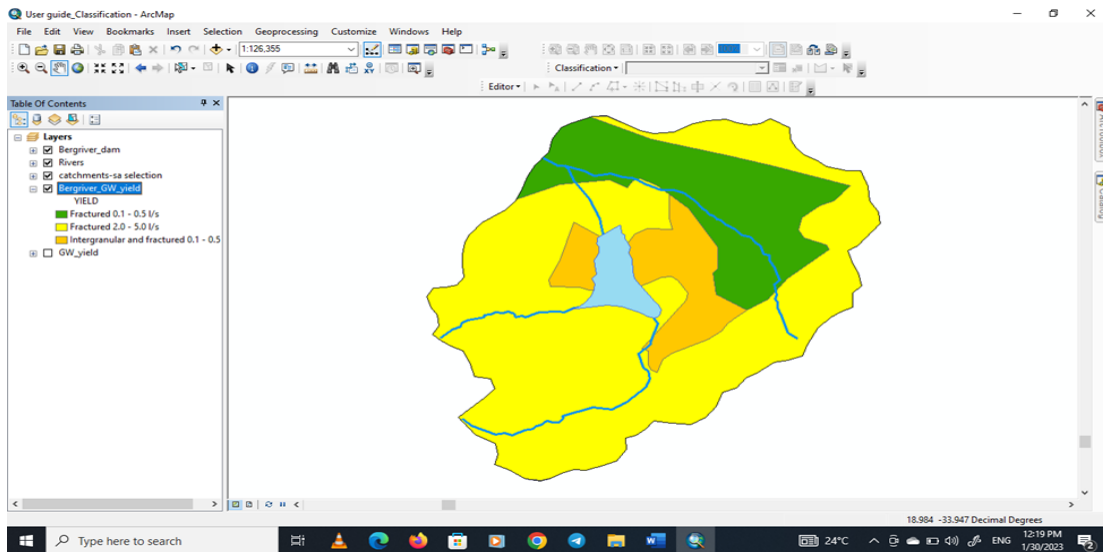 User guide_Classification - ArcMap
File Edit View Bookmarks Insert Selection Geoprocessing Customize Windows Help
1:126,355
Classification
Editor
Table Of Contents
Layers
Bergriver_dam
Rivers
catchments-sa selection
Bergriver_GW_yield
YIELD
Fractured 0.1 - 0.5 l/s
Fractured 2.0 - 5.0 l/s
Intergranular and fractured 0.1 - 0.5
GW_yield
ArcToolbox
Catalog
18.984 -33.947 Decimal Degrees
Type here to search
24°C
ENG
12:19 PM
1/30/2023
2